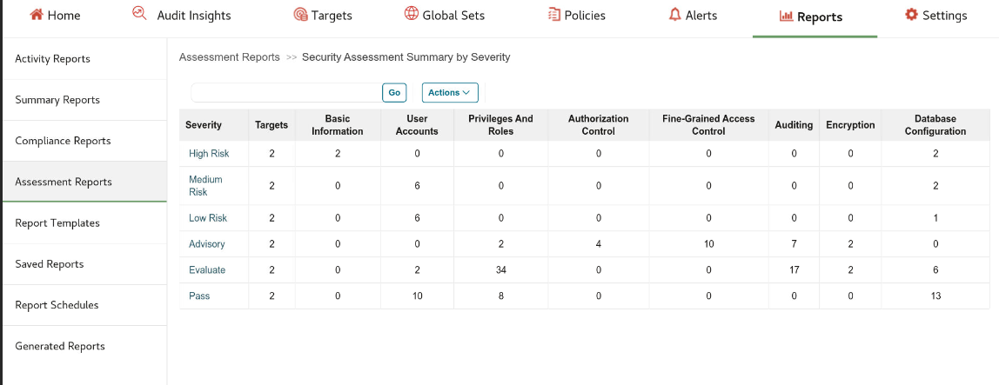 Home Audit Insights Targets Global Sets Policies Alerts Reports Settings
Activity Reports
Summary Reports
Compliance Reports
Assessment Reports
Report Templates
Saved Reports
Report Schedules
Generated Reports
Assessment Reports >> Security Assessment Summary by Severity
Go Actions
Severity Targets Basic Information User Accounts Privileges And Roles Authorization Control Fine-Grained Access Control Auditing Encryption Database Configuration
High Risk 2 2 0 0 0 0 0 0 2
Medium Risk 2 0 6 0 0 0 0 0 2
Low Risk 2 0 6 0 0 0 0 0 1
Advisory 2 0 0 2 4 10 7 2 0
Evaluate 2 0 2 34 0 0 17 2 6
Pass 2 0 10 8 0 0 0 0 13